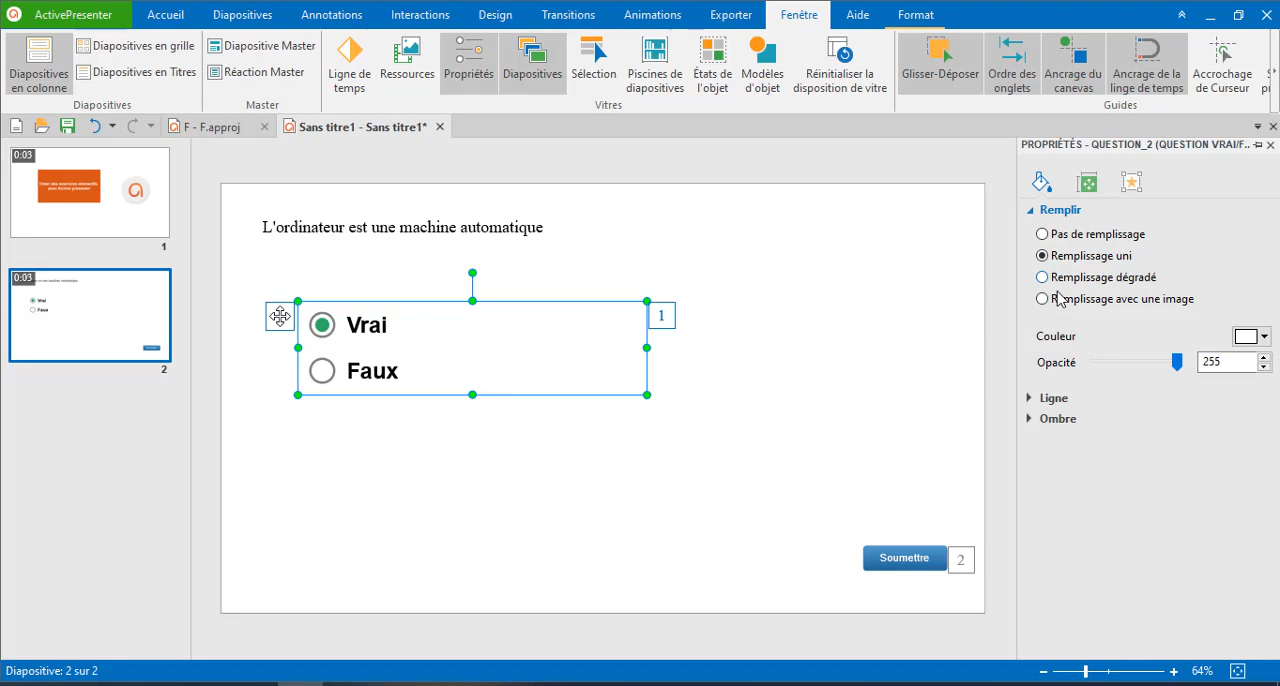 ActivePresenter
Accueil
Diapositives
Annotations
Interactions
Design
Transitions
Animations
Exporter
Fenêtre
Aide
Format
Diapositives en colonne
Diapositives en grille
Diapositives en Titres
Diapositives
Diapositive Master
Réaction Master
Master
Ligne de temps
Ressources
Propriétés
Diapositives
Sélection
Piscines de diapositives
États de l'objet
Modèles d'objet
Réinitialiser la disposition de vitre
Vitres
Glisser-Déposer
Ordre des onglets
Ancrage du canevas
Ancrage de la linge de temps
Accrochage de Curseur
Guides
F - F.approj
Sans titre1 - Sans titre1*
0:03
1
0:03
Vrai
Faux
2
L'ordinateur est une machine automatique
Vrai
Faux
1
Soumettre
2
PROPRIÉTÉS - QUESTION_2 (QUESTION VRAI/F...
Remplir
Pas de remplissage
Remplissage uni
Remplissage dégradé
Remplissage avec une image
Couleur
Opacité
255
Ligne
Ombre
Diapositive: 2 sur 2
64%